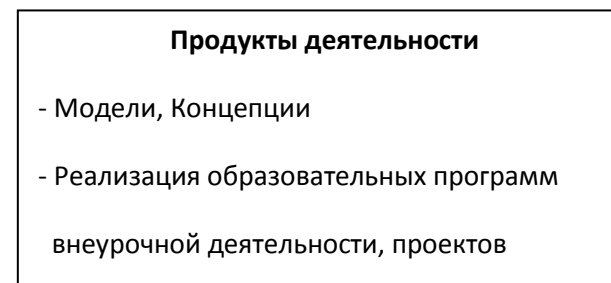 Продукты деятельности
- Модели, Концепции
- Реализация образовательных программ
внеурочной деятельности, проектов